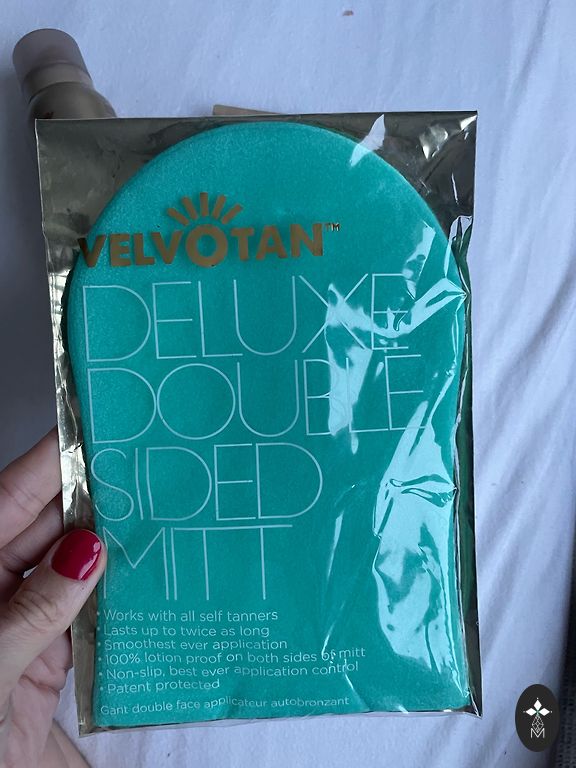 VELVOTAN™
DELUXE
DOUBLE
SIDED
MITT
• Works with all self tanners
• Lasts up to twice as long
• Smoothest ever application
• 100% lotion proof on both sides of mitt
• Non-slip, best ever application control
• Patent protected
Gant double face applicateur autobronzant
M